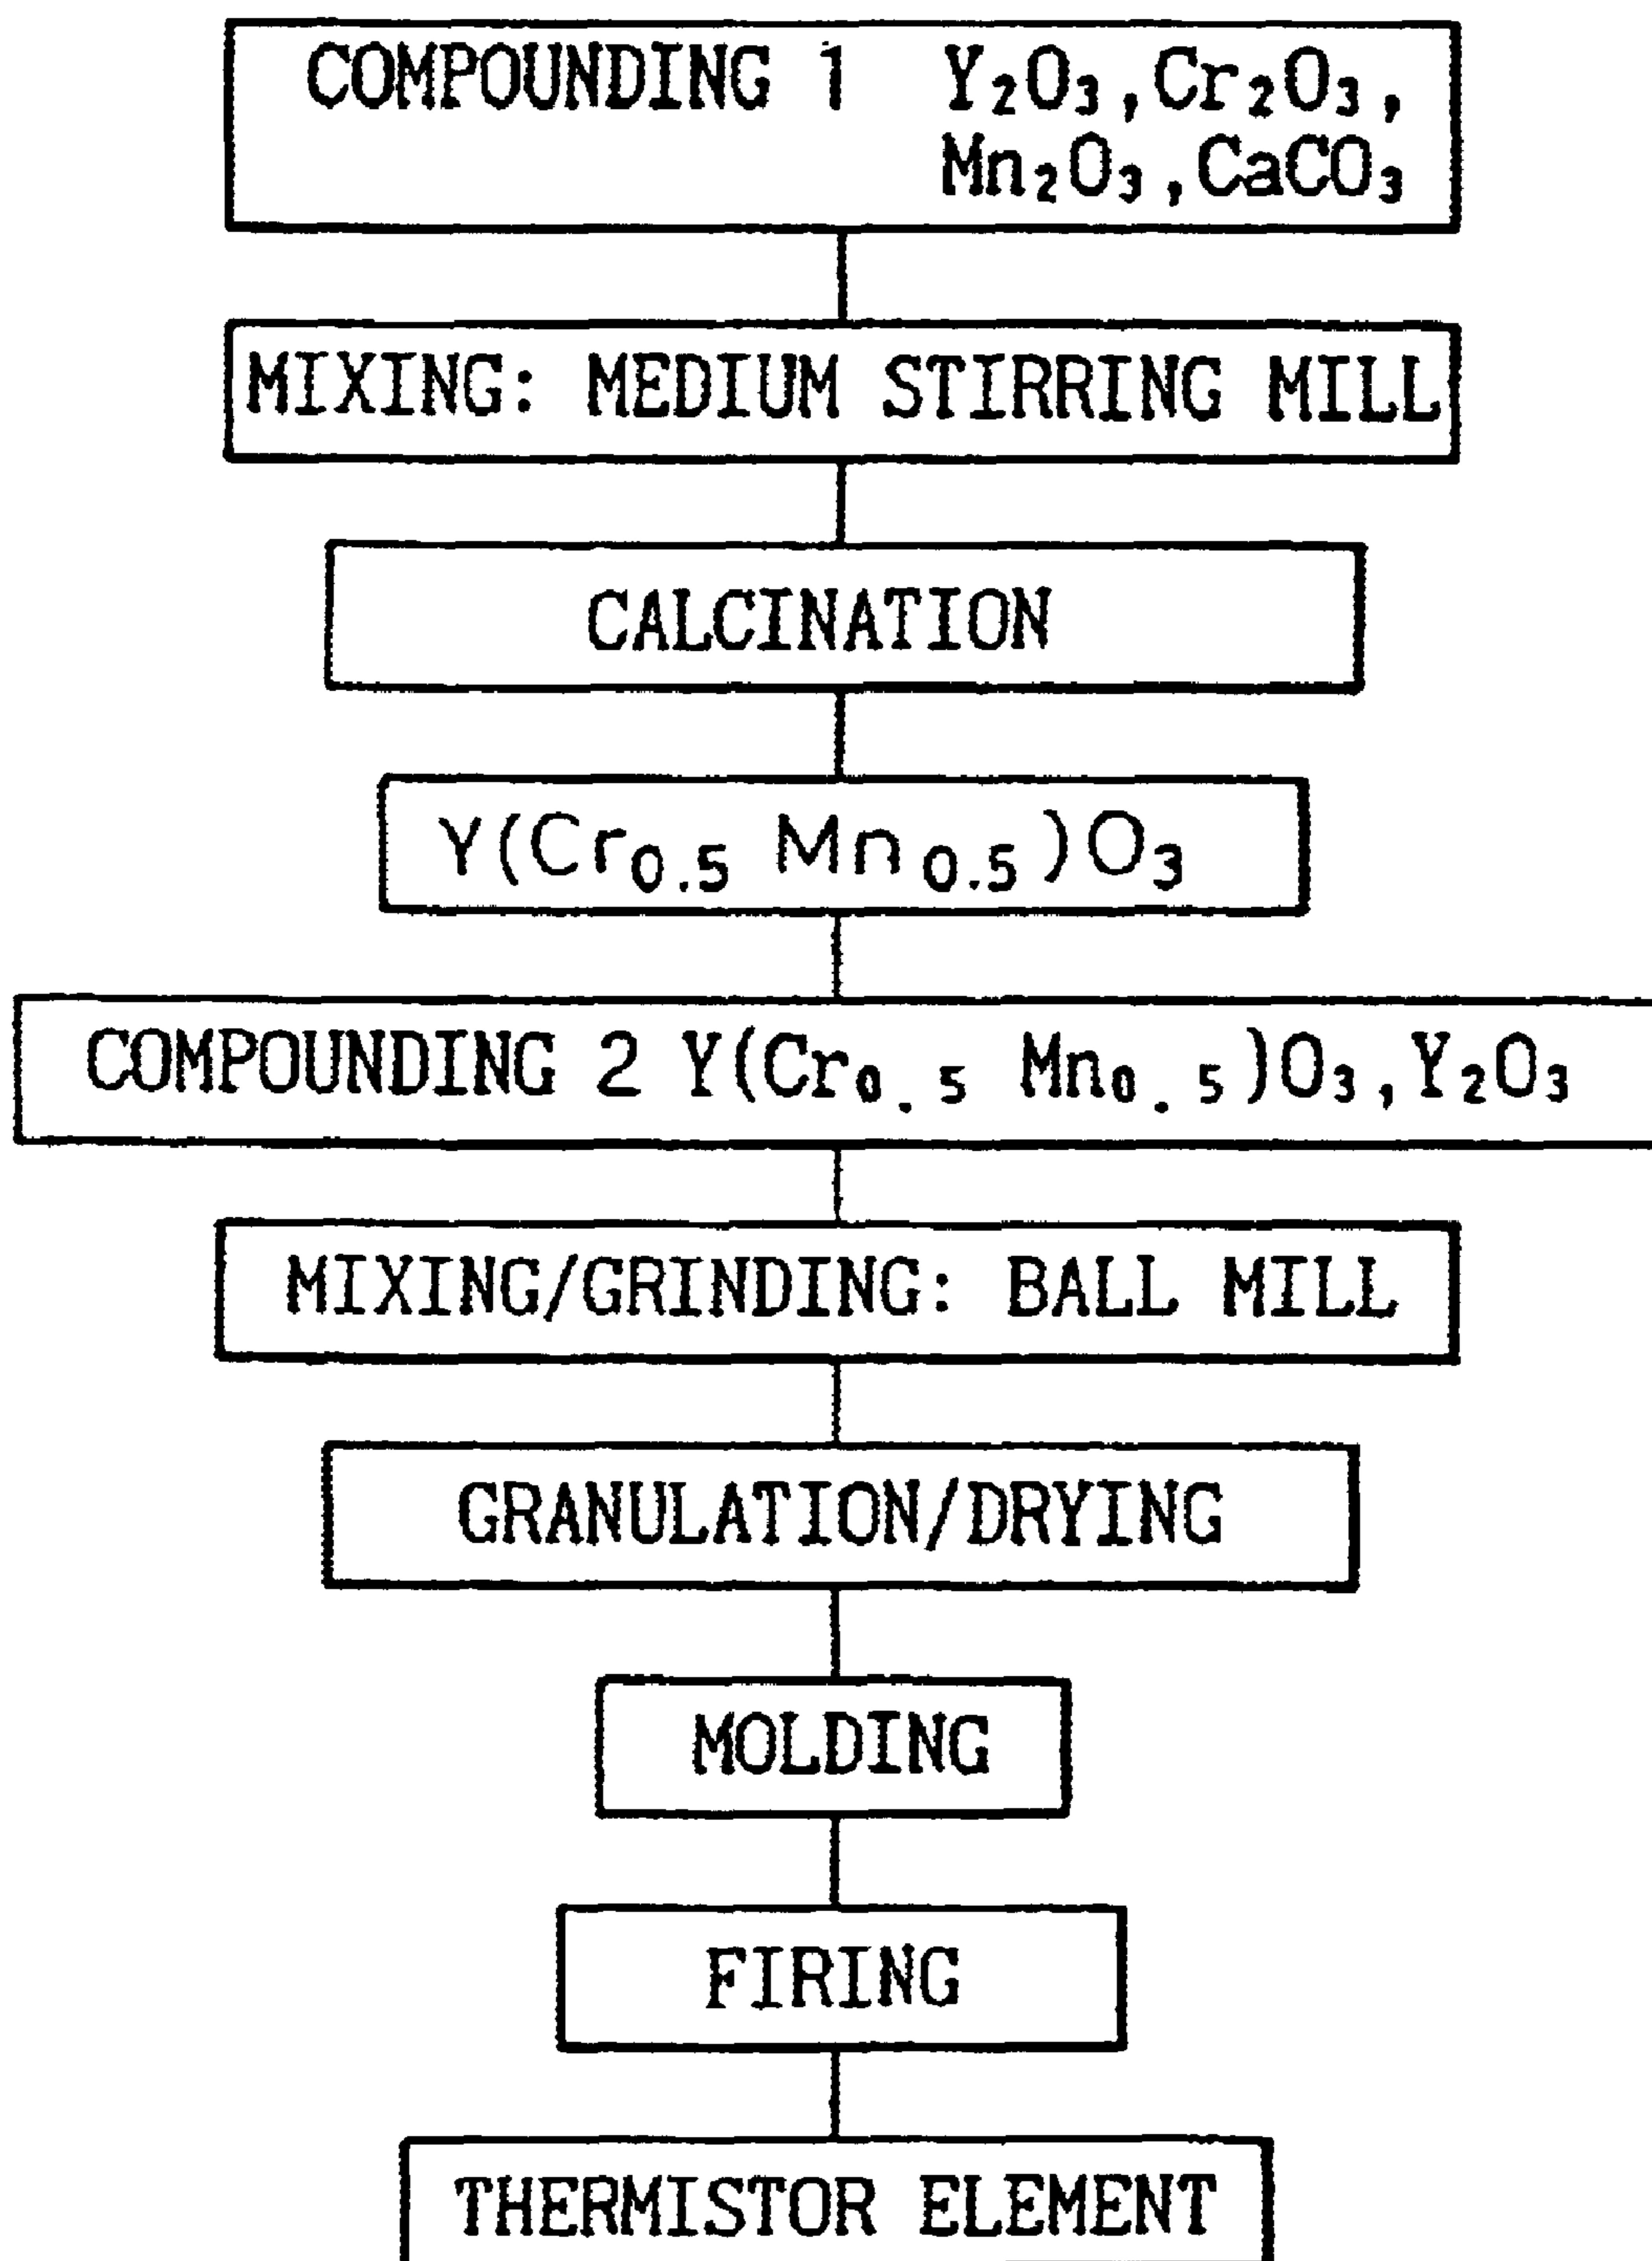 COMPOUNDING 1 Y₂O₃,Cr₂O₃,
Mn₂O₃,CaCO₃
MIXING: MEDIUM STIRRING MILL
CALCINATION
Y(Cr₀.₅ Mn₀.₅)O₃
COMPOUNDING 2 Y(Cr₀.₅ Mn₀.₅)O₃,Y₂O₃
MIXING/GRINDING: BALL MILL
GRANULATION/DRYING
MOLDING
FIRING
THERMISTOR ELEMENT